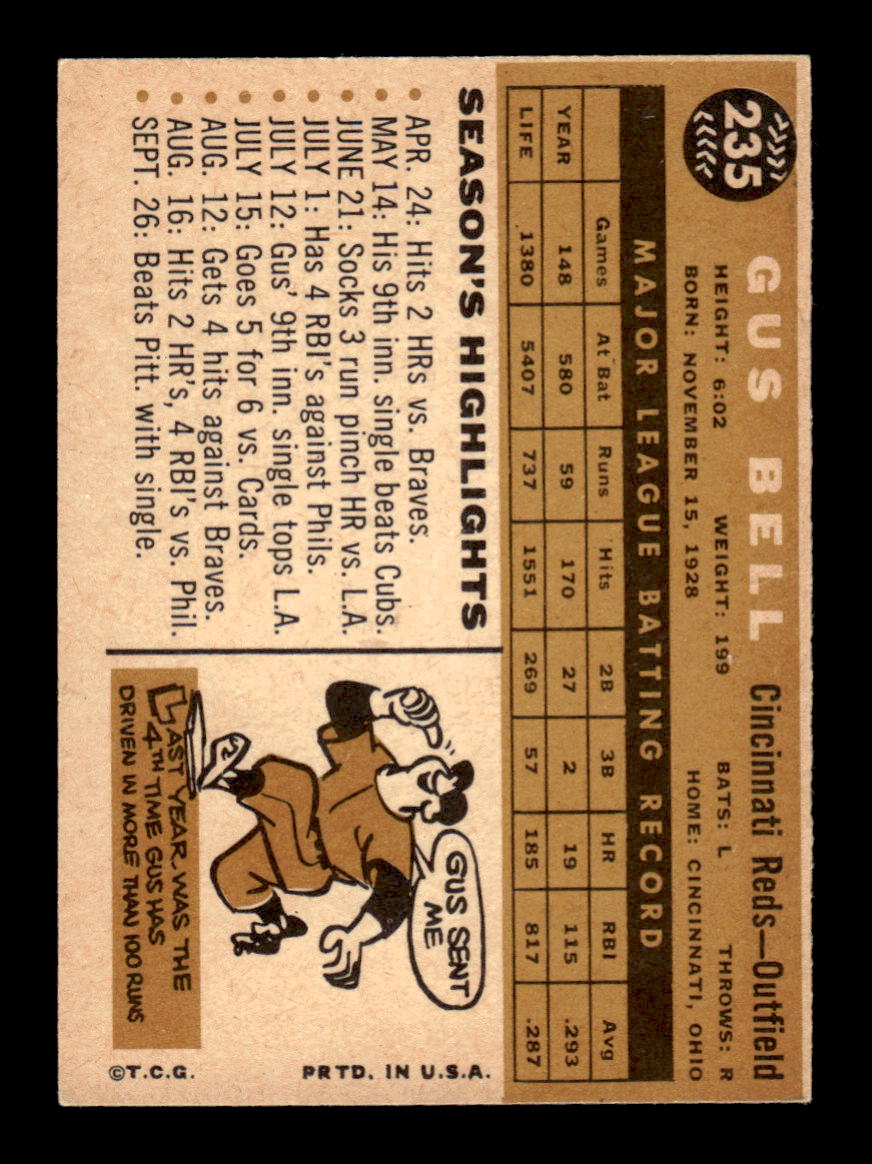 235
GUS BELL Cincinnati Reds—Outfield
HEIGHT: 6:02 WEIGHT: 199 BATS: L THROWS: R
BORN: NOVEMBER 15, 1928 HOME: CINCINNATI, OHIO
MAJOR LEAGUE BATTING RECORD
Games At Bat Runs Hits 2B 3B HR RBI Avg
YEAR 148 580 59 170 27 2 19 115 .293
LIFE 1380 5407 737 1551 269 57 185 817 .287
SEASON'S HIGHLIGHTS
• APR. 24: Hits 2 HRs vs. Braves.
• MAY 14: His 9th inn. single beats Cubs.
• JUNE 21: Socks 3 run pinch HR vs. L.A.
• JULY 1: Has 4 RBI's against Phils.
• JULY 12: Gus' 9th inn. single tops L.A.
• JULY 15: Goes 5 for 6 vs. Cards.
• AUG. 12: Gets 4 hits against Braves.
• AUG. 16: Hits 2 HR's, 4 RBI's vs. Phil.
• SEPT. 26: Beats Pitt. with single.
GUS SENT
ME
LAST YEAR WAS THE
4TH TIME GUS HAS
DRIVEN IN MORE THAN 100 RUNS
©T.C.G. PRTD. IN U.S.A.